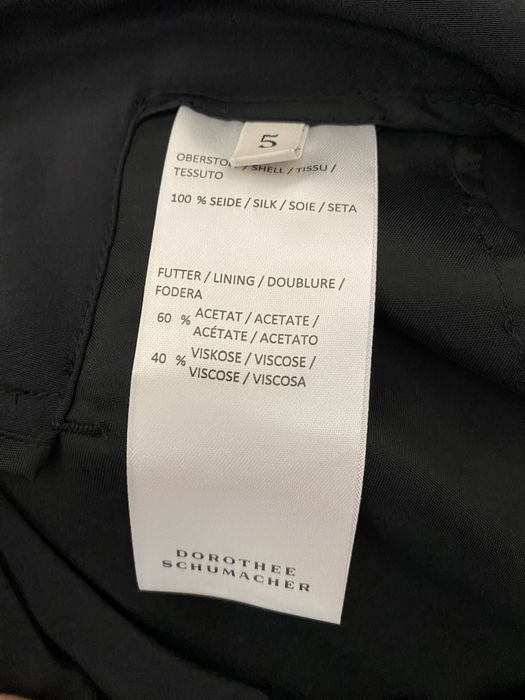 5
OBERSTO / SHELL / TISSU /
TESSUTO
100 % SEIDE / SILK / SOIE / SETA
FUTTER / LINING / DOUBLURE /
FODERA
60 % ACETAT / ACETATE /
ACÉTATE / ACETATO
40 % VISKOSE / VISCOSE /
VISCOSE / VISCOSA
DOROTHEE
SCHUMACHER